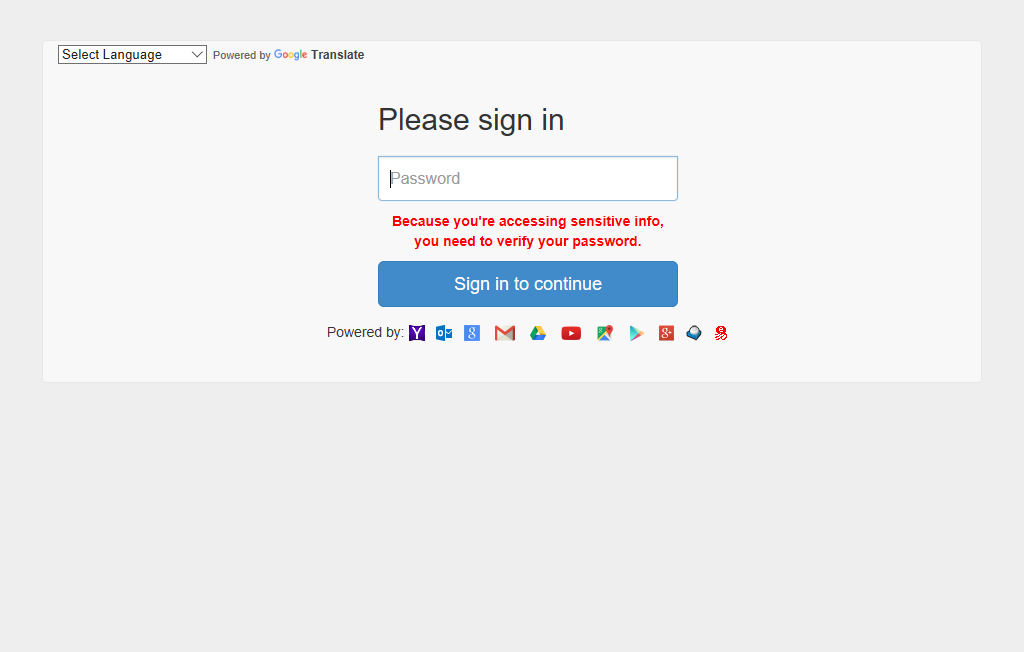 Select Language Powered by Google Translate
Please sign in
Password
Because you're accessing sensitive info,
you need to verify your password.
Sign in to continue
Powered by: